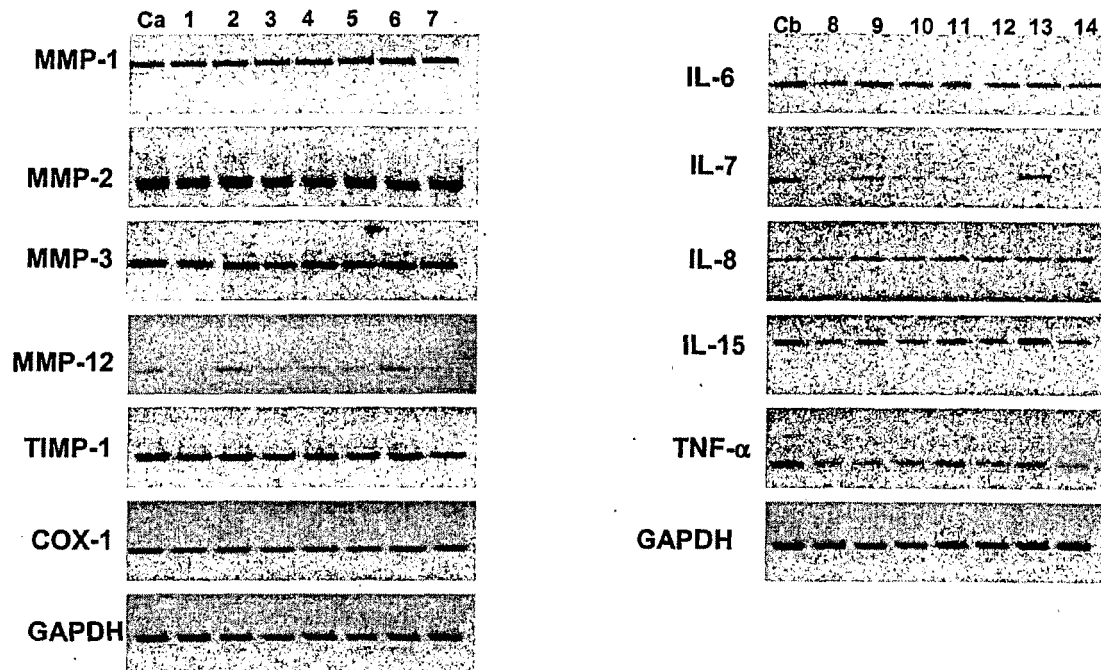 Ca 1 2 3 4 5 6 7
MMP-1
MMP-2
MMP-3
MMP-12
TIMP-1
COX-1
GAPDH
Cb 8 9 10 11 12 13 14
IL-6
IL-7
IL-8
IL-15
TNF-α
GAPDH